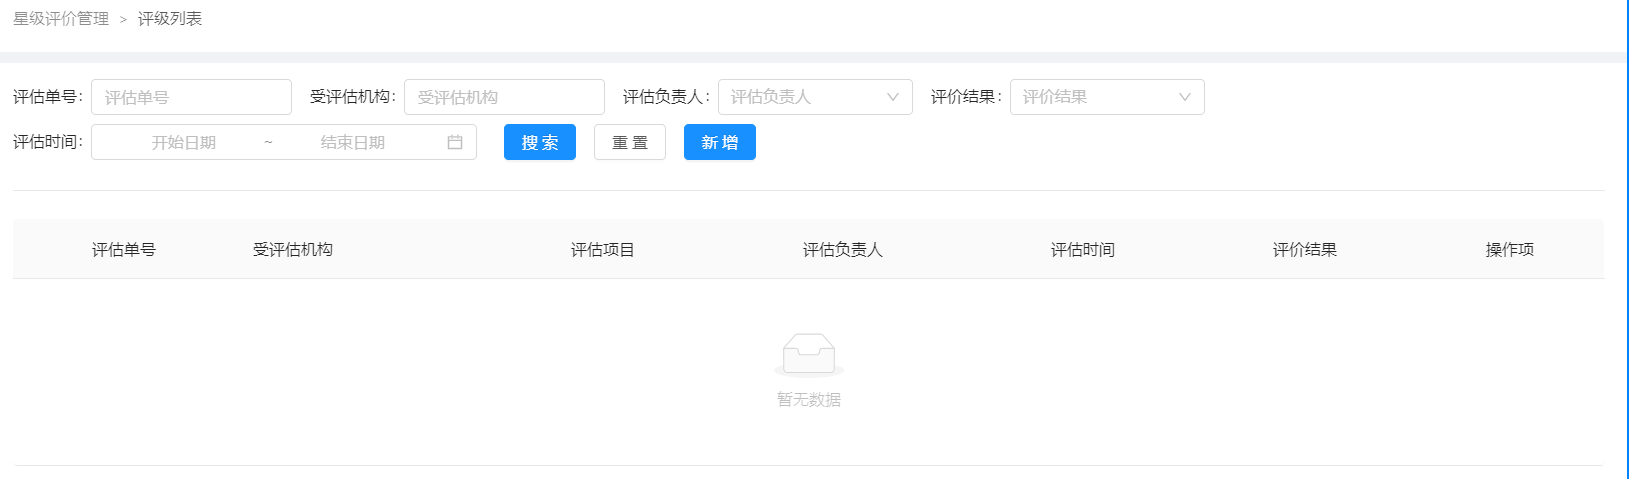 星级评价管理 > 评级列表
评估单号: 评估单号 受评估机构: 受评估机构 评估负责人: 评估负责人 评价结果: 评价结果
评估时间: 开始日期 ~ 结束日期 搜 索 重 置 新 增
评估单号 受评估机构 评估项目 评估负责人 评估时间 评价结果 操作项
暂无数据